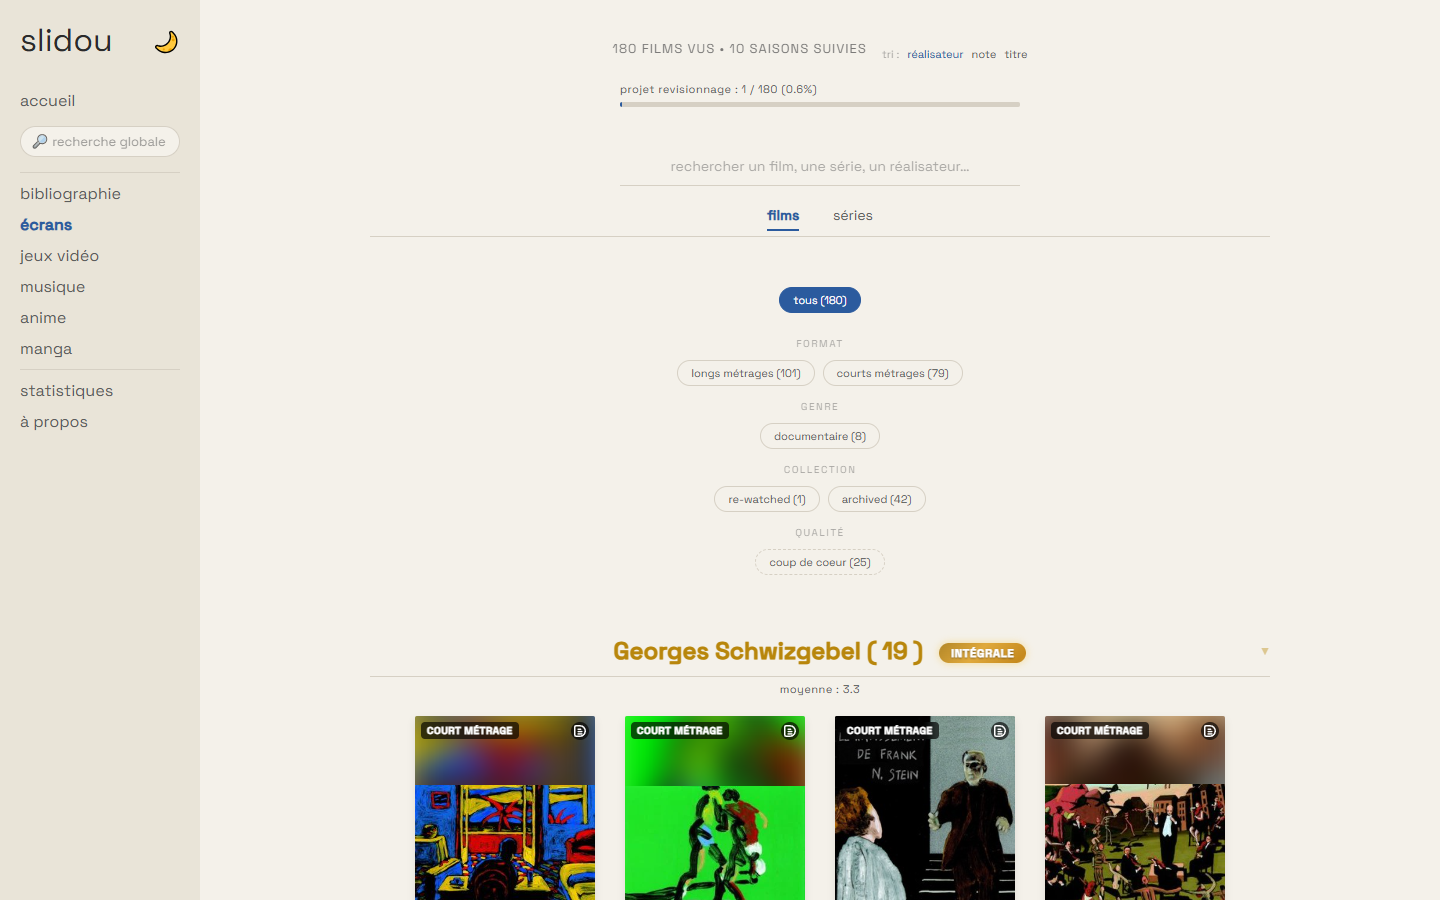 slidou
accueil
recherche globale
bibliographie
écrans
jeux vidéo
musique
anime
manga
statistiques
à propos
180 FILMS VUS • 10 SAISONS SUIVIES
tri : réalisateur note titre
projet revisionnage : 1 / 180 (0.6%)
rechercher un film, une série, un réalisateur...
films séries
tous (180)
FORMAT
longs métrages (101) courts métrages (79)
GENRE
documentaire (8)
COLLECTION
re-watched (1) archived (42)
QUALITÉ
coup de coeur (25)
Georges Schwizgebel ( 19 ) INTÉGRALE
moyenne : 3.3
COURT MÉTRAGE COURT MÉTRAGE COURT MÉTRAGE COURT MÉTRAGE
DE FRANK
N. STEIN